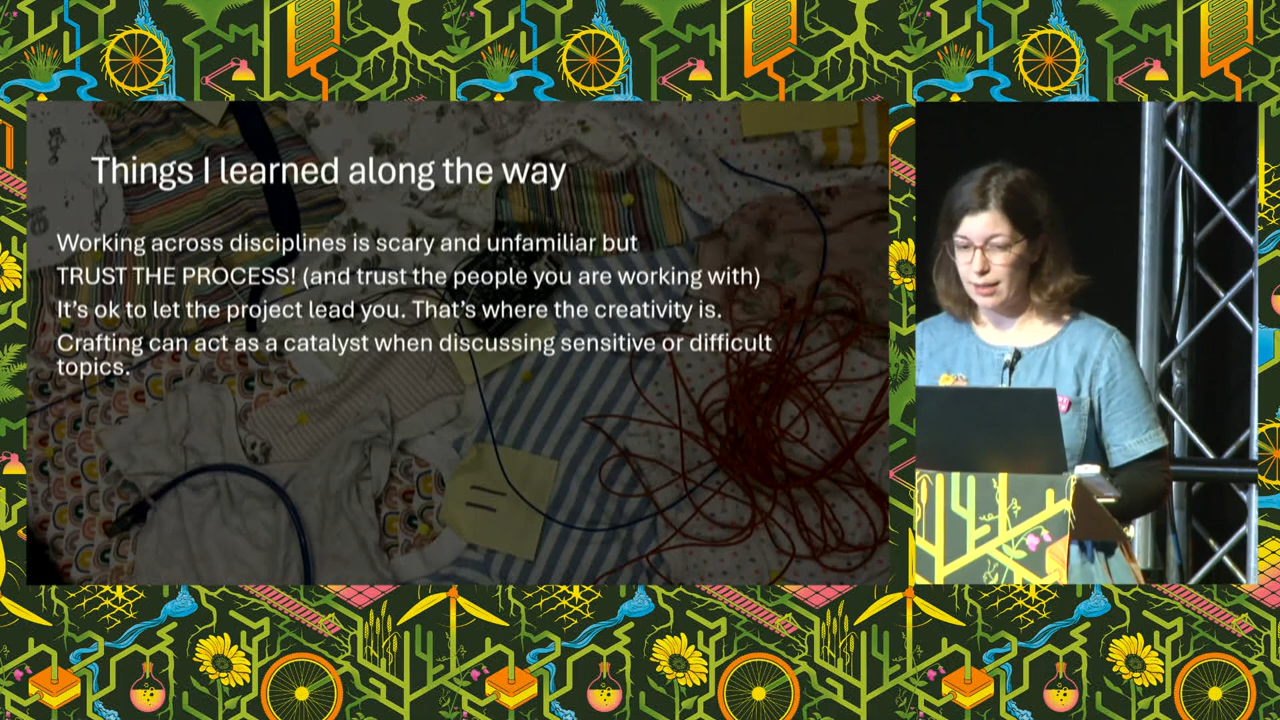 Things I learned along the way
Working across disciplines is scary and unfamiliar but
TRUST THE PROCESS! (and trust the people you are working with)
It's ok to let the project lead you. That's where the creativity is.
Crafting can act as a catalyst when discussing sensitive or difficult
topics.